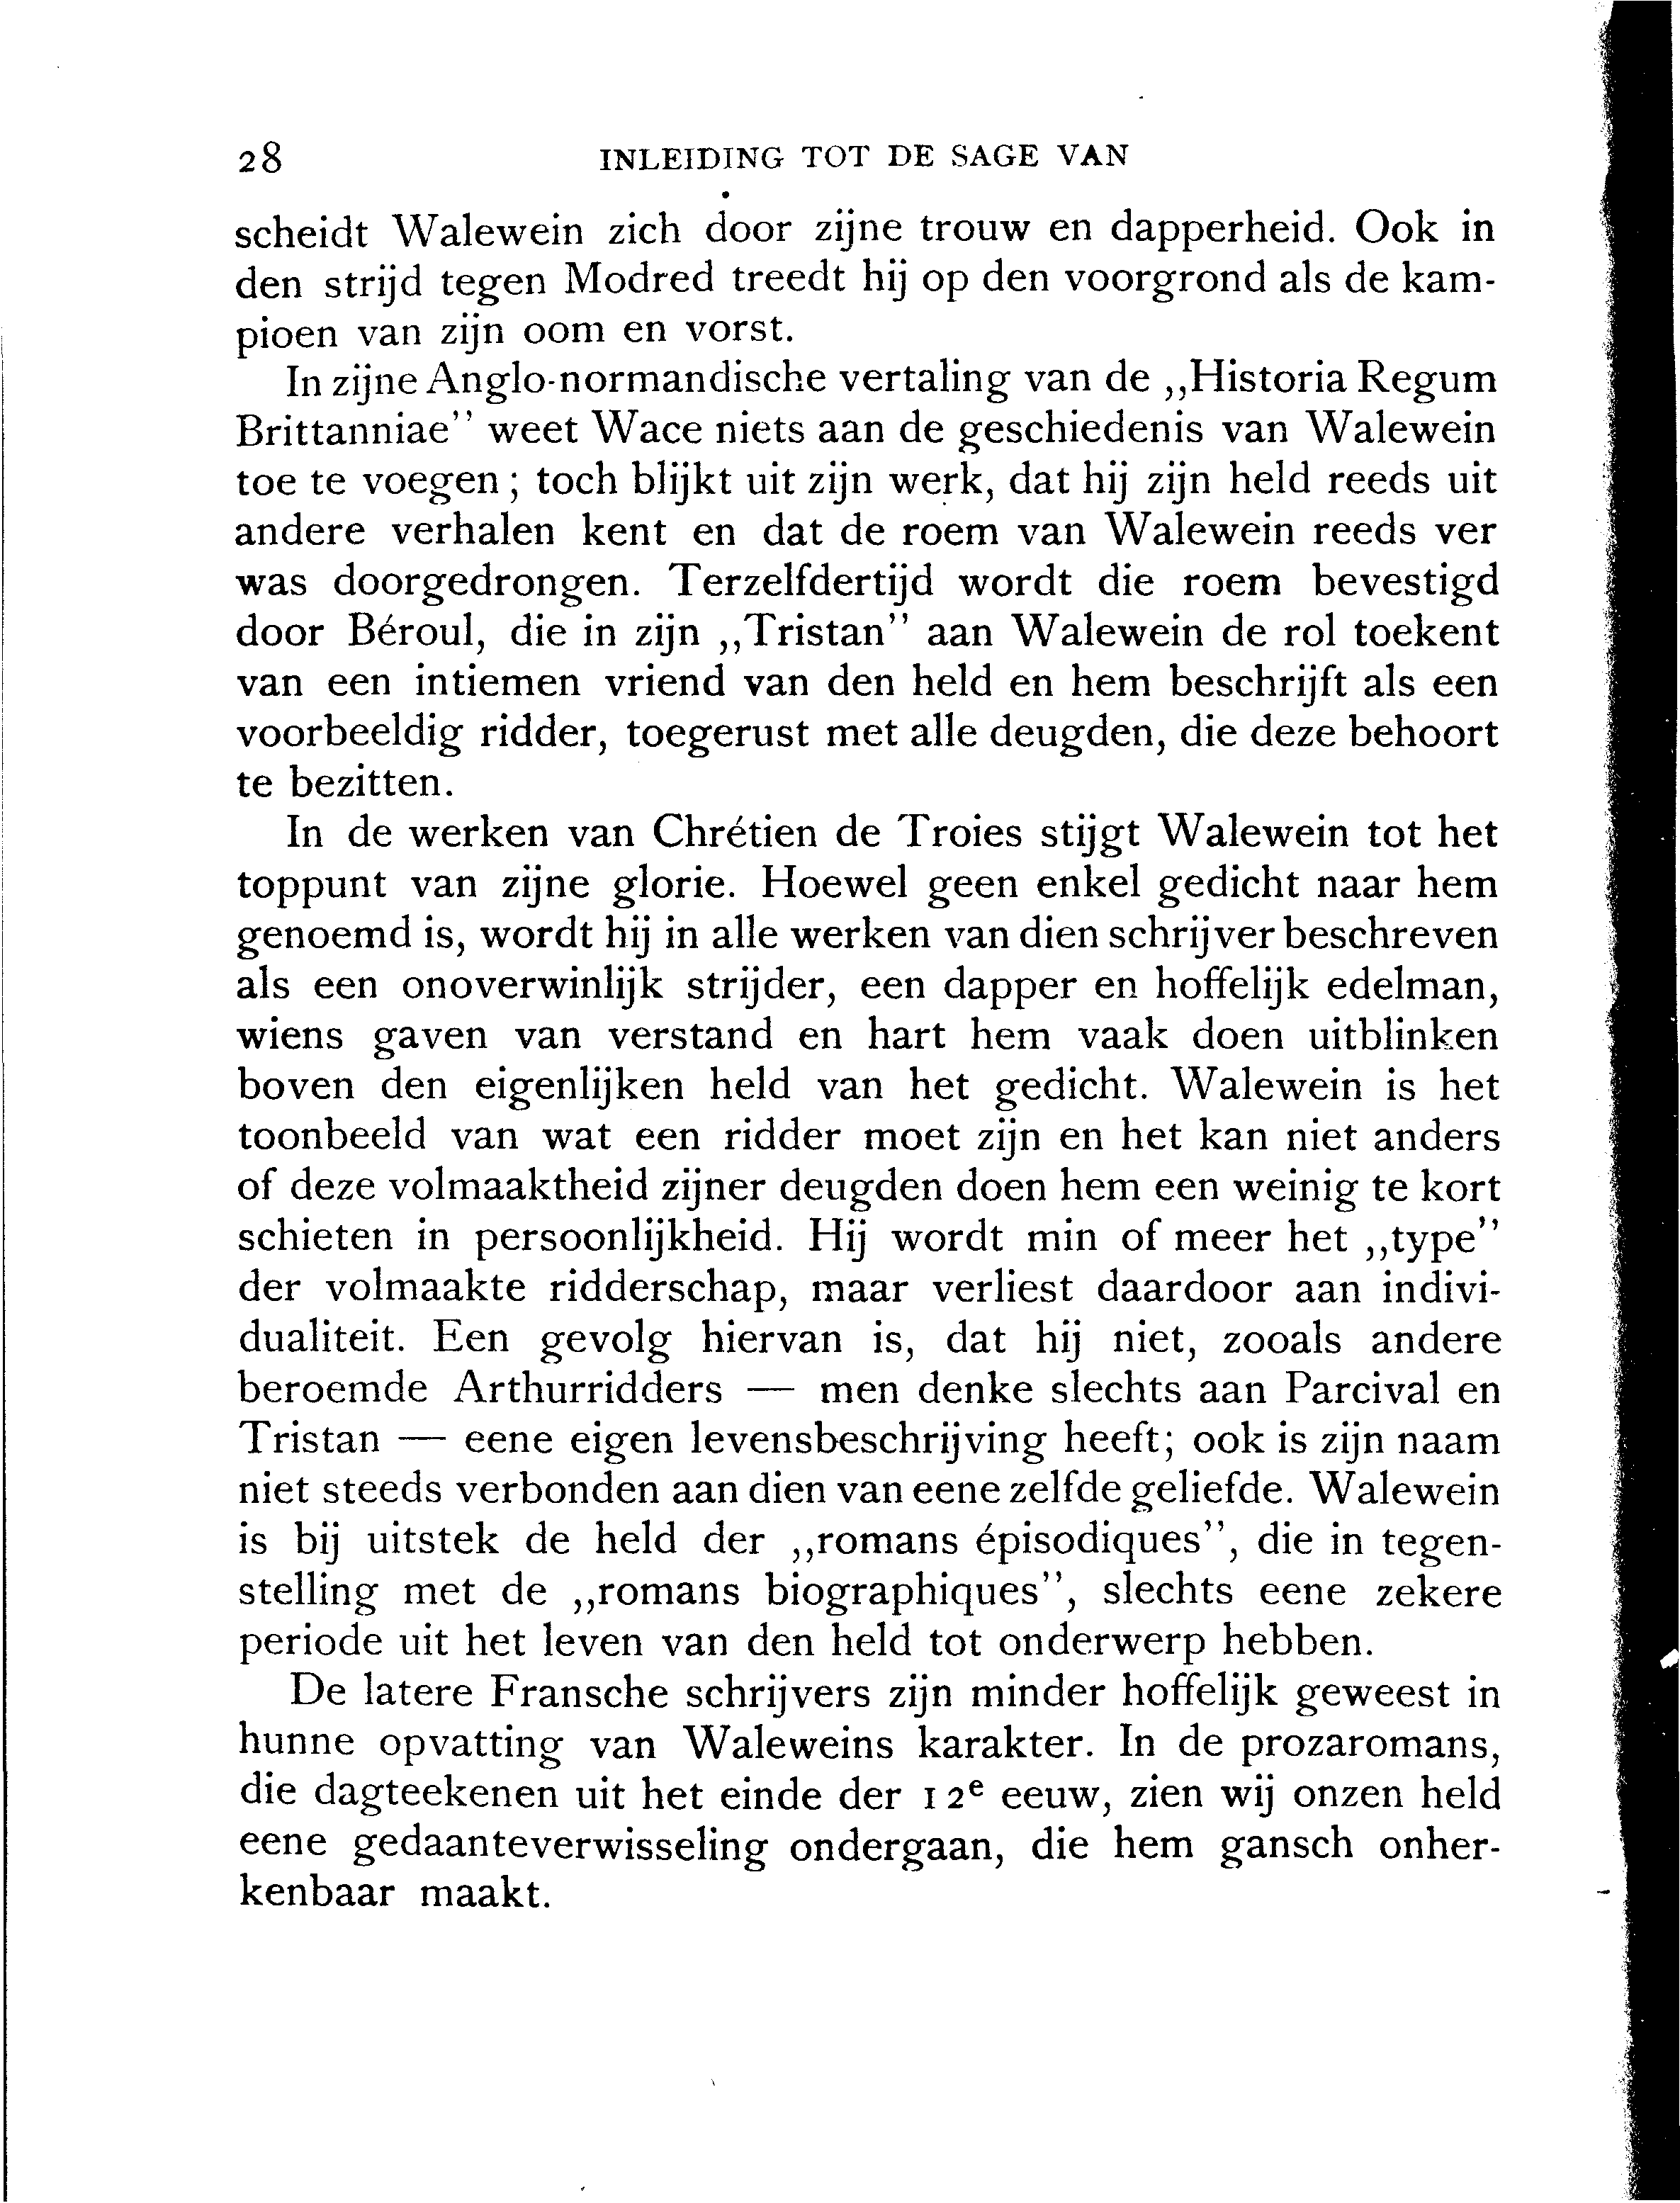 28 INLEIDING TOT DE SAGE VAN
scheidt Walewein zich door zijne trouw en dapperheid. Ook in
den strijd tegen Modred treedt hij op den voorgrond als de kam-
pioen van zijn oom en vorst.
In zijne Anglo-normandische vertaling van de ,,Historia Regum
Brittanniae'' weet Wace niets aan de geschiedenis van Walewein
toe te voegen; toch blijkt uit zijn werk, dat hij zijn held reeds uit
andere verhalen kent en dat de roem van Walewein reeds ver
was doorgedrongen. Terzelfdertijd wordt die roem bevestigd
door Béroul, die in zijn ,,Tristan'' aan Walewein de rol toekent
van een intiemen vriend van den held en hem beschrijft als een
voorbeeldig ridder, toegerust met alle deugden, die deze behoort
te bezitten.
In de werken van Chrétien de Troies stijgt Walewein tot het
toppunt van zijne glorie. Hoewel geen enkel gedicht naar hem
genoemd is, wordt hij in alle werken van dien schrijver beschreven
als een onoverwinlijk strijder, een dapper en hoffelijk edelman,
wiens gaven van verstand en hart hem vaak doen uitblinken
boven den eigenlijken held van het gedicht. Walewein is het
toonbeeld van wat een ridder moet zijn en het kan niet anders
of deze volmaaktheid zijner deugden doen hem een weinig te kort
schieten in persoonlijkheid. Hij wordt min of meer het ,,type''
der volmaakte ridderschap, maar verliest daardoor aan indivi-
dualiteit. Een gevolg hiervan is, dat hij niet, zooals andere
beroemde Arthurridders — men denke slechts aan Parcival en
Tristan — eene eigen levensbeschrijving heeft; ook is zijn naam
niet steeds verbonden aan dien van eene zelfde geliefde. Walewein
is bij uitstek de held der ,,romans épisodiques'', die in tegen-
stelling met de ,,romans biographiques'', slechts eene zekere
periode uit het leven van den held tot onderwerp hebben.
De latere Fransche schrijvers zijn minder hoffelijk geweest in
hunne opvatting van Waleweins karakter. In de prozaromans,
die dagteekenen uit het einde der 12e eeuw, zien wij onzen held
eene gedaanteverwisseling ondergaan, die hem gansch onher-
kenbaar maakt.